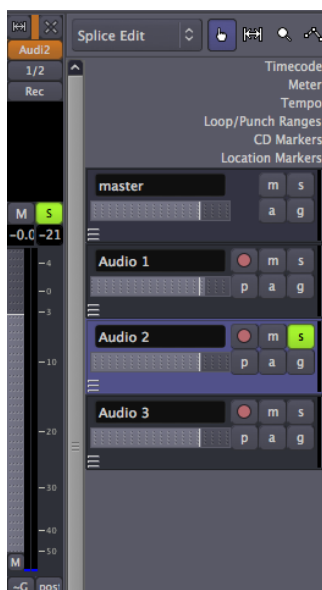 Audi2
1/2
Rec
M S
-0.0 -21
-4
-0
-3
-10
-20
-30
-40
-50
M
~G post
Splice Edit
Timecode
Meter
Tempo
Loop/Punch Ranges
CD Markers
Location Markers
master m s
a g
Audio 1 m s
p a g
Audio 2 m s
p a g
Audio 3 m s
p a g